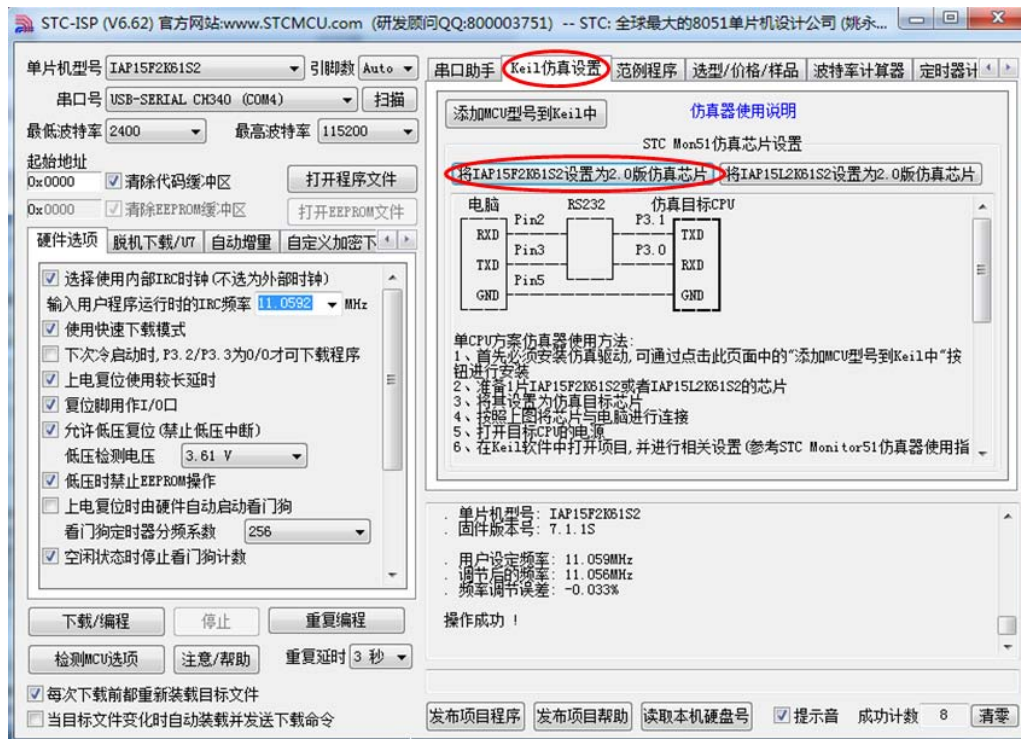 STC-ISP (V6.62) 官方网站:www.STCMCU.com (研发顾问QQ:800003751) -- STC: 全球最大的8051单片机设计公司 (姚永...
单片机型号 IAP15F2K61S2 引脚数 Auto
串口号 USB-SERIAL CH340 (COM4) 扫描
最低波特率 2400 最高波特率 115200
起始地址
0x0000 清除代码缓冲区 打开程序文件
0x0000 清除EEPROM缓冲区 打开EEPROM文件
硬件选项 脱机下载/U7 自动增量 自定义加密下
选择使用内部IRC时钟(不选为外部时钟)
输入用户程序运行时的IRC频率 11.0592 MHz
使用快速下载模式
下次冷启动时,P3.2/P3.3为0/0才可下载程序
上电复位使用较长延时
复位脚用作I/O口
允许低压复位(禁止低压中断)
低压检测电压 3.61 V
低压时禁止EEPROM操作
上电复位时由硬件自动启动看门狗
看门狗定时器分频系数 256
空闲状态时停止看门狗计数
下载/编程 停止 重复编程
检测MCU选项 注意/帮助 重复延时 3 秒
每次下载前都重新装载目标文件
当目标文件变化时自动装载并发送下载命令
串口助手 Keil仿真设置 范例程序 选型/价格/样品 波特率计算器 定时器计
添加MCU型号到Keil中 仿真器使用说明
STC Mon51仿真芯片设置
将IAP15F2K61S2设置为2.0版仿真芯片 将IAP15L2K61S2设置为2.0版仿真芯片
电脑 RS232 仿真目标CPU
Pin2 P3.1
RXD TXD
Pin3 P3.0
TXD RXD
Pin5
GND GND
单CPU方案仿真器使用方法:
1、首先必须安装仿真驱动,可通过点击此页面中的"添加MCU型号到Keil中"按
钮进行安装
2、准备1片IAP15F2K61S2或者IAP15L2K61S2的芯片
3、将其设置为仿真目标芯片
4、按照上图将芯片与电脑进行连接
5、打开目标CPU的电源
6、在Keil软件中打开项目,并进行相关设置(参考STC Monitor51仿真器使用指
. 单片机型号: IAP15F2K61S2
. 固件版本号: 7.1.1S
. 用户设定频率: 11.059MHz
. 调节后的频率: 11.056MHz
. 频率调节误差: -0.033%
操作成功 !
发布项目程序 发布项目帮助 读取本机硬盘号 提示音 成功计数 8 清零